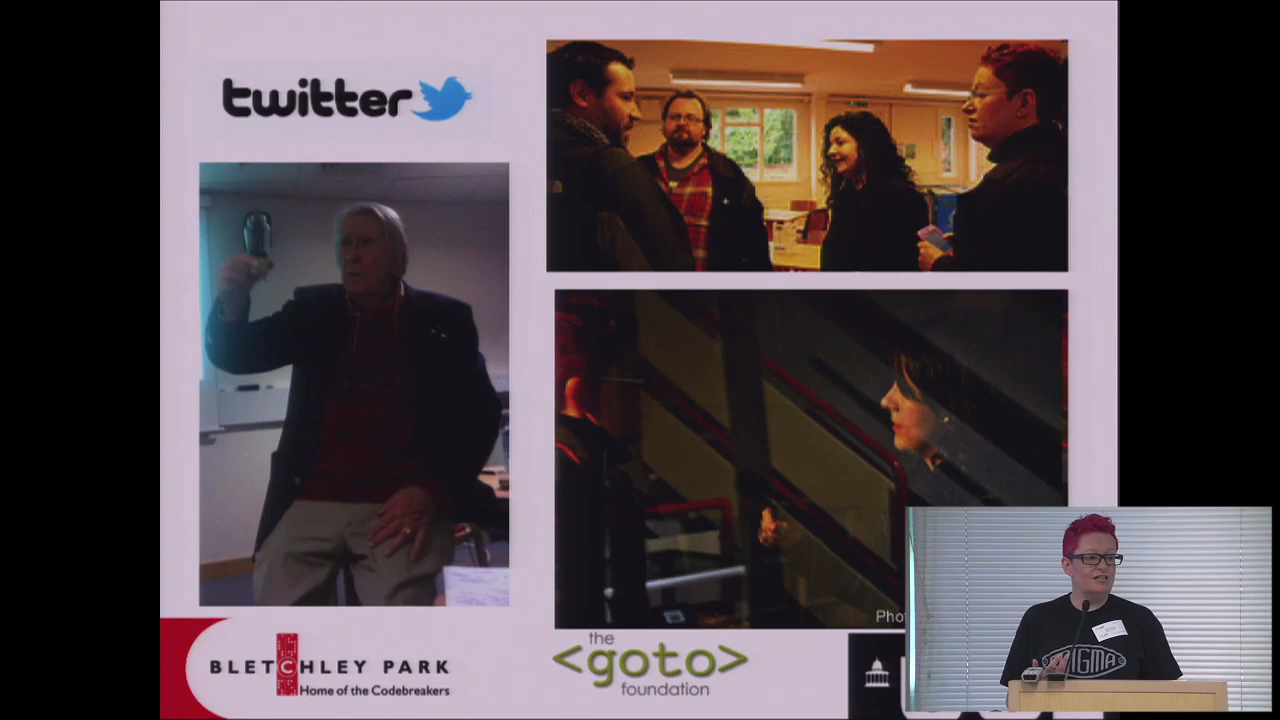 twitter
BLETCHLEY PARK
Home of the Codebreakers
the
<goto>
foundation
Pho